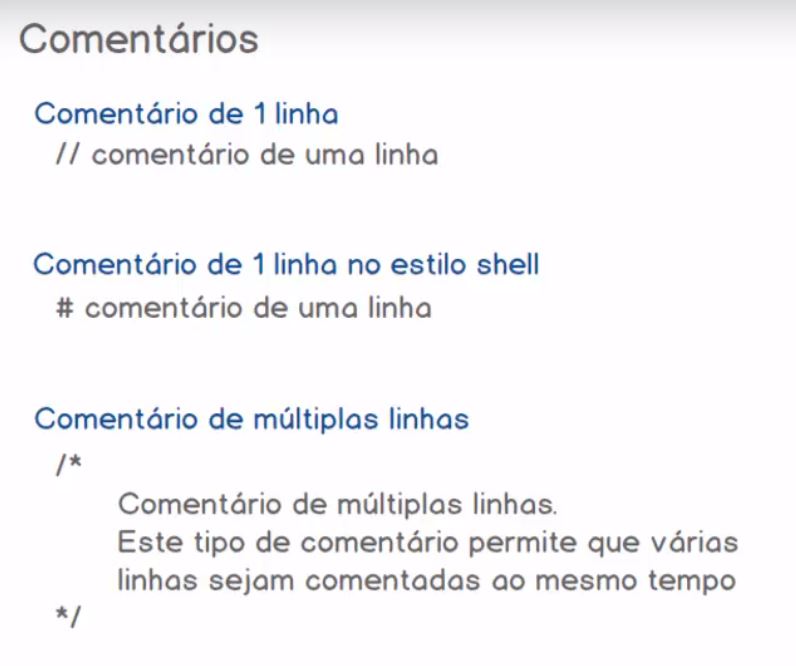 Comentários
Comentário de 1 linha
// comentário de uma linha
Comentário de 1 linha no estilo shell
# comentário de uma linha
Comentário de múltiplas linhas
/*
Comentário de múltiplas linhas.
Este tipo de comentário permite que várias
linhas sejam comentadas ao mesmo tempo
*/